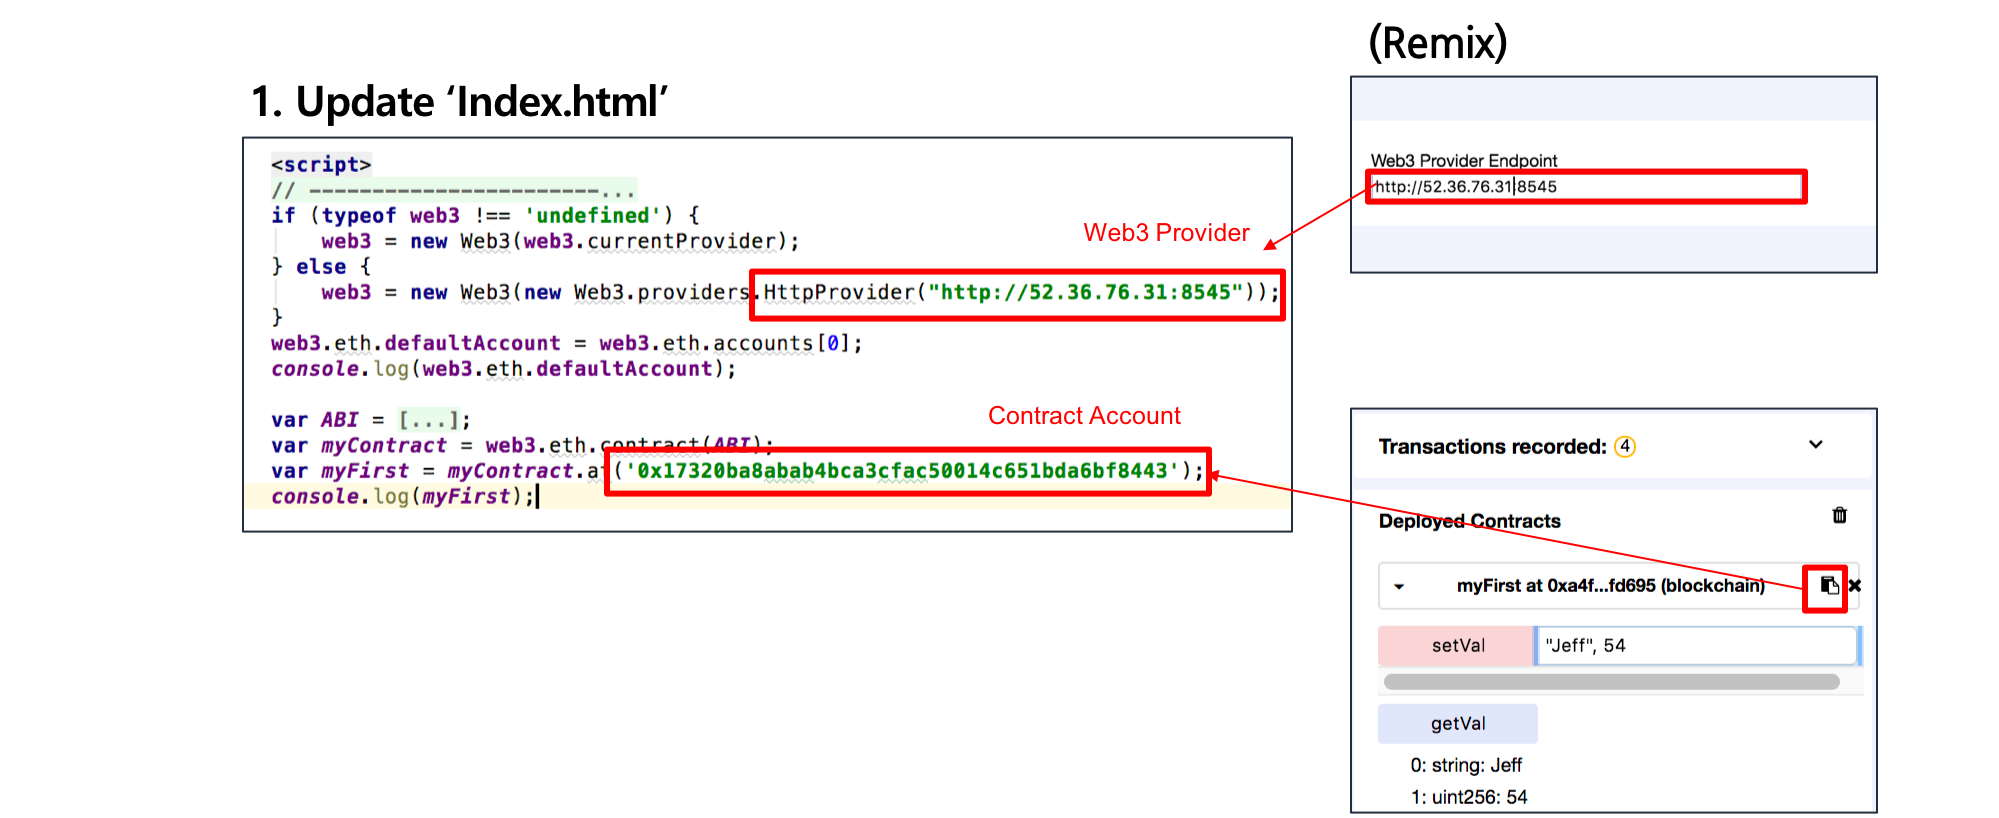 (Remix)
1. Update ‘Index.html’
<script>
// -----------------------...
if (typeof web3 !== 'undefined') {
web3 = new Web3(web3.currentProvider);
} else {
web3 = new Web3(new Web3.providers.HttpProvider("http://52.36.76.31:8545"));
}
web3.eth.defaultAccount = web3.eth.accounts[0];
console.log(web3.eth.defaultAccount);
var ABI = [...];
var myContract = web3.eth.contract(ABI);
var myFirst = myContract.at('0x17320ba8abab4bca3cfac50014c651bda6bf8443');
console.log(myFirst);
Web3 Provider
Contract Account
Web3 Provider Endpoint
http://52.36.76.31:8545
Transactions recorded: 4
Deployed Contracts
myFirst at 0xa4f...fd695 (blockchain)
setVal
"Jeff", 54
getVal
0: string: Jeff
1: uint256: 54